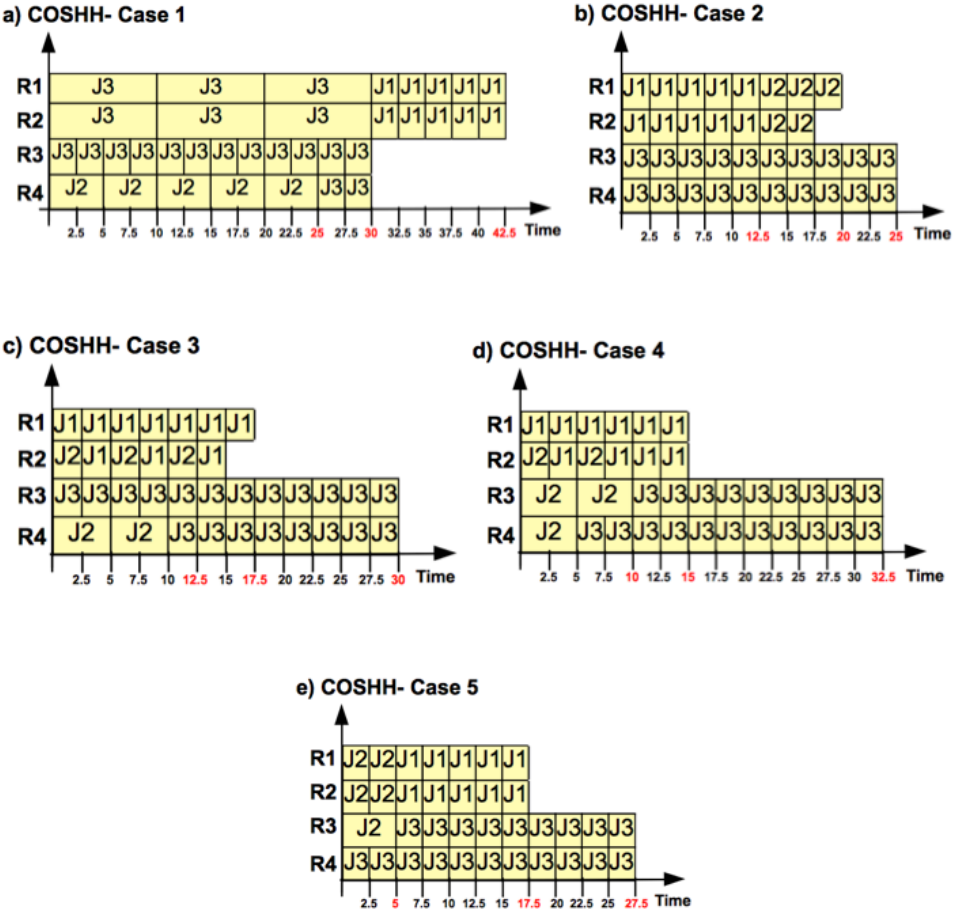 a) COSHH- Case 1
R1 J3 J3 J3 J1 J1 J1 J1 J1
R2 J3 J3 J3 J1 J1 J1 J1 J1
R3 J3 J3 J3 J3 J3 J3 J3 J3 J3 J3 J3 J3
R4 J2 J2 J2 J2 J2 J3 J3
2.5 5 7.5 10 12.5 15 17.5 20 22.5 25 27.5 30 32.5 35 37.5 40 42.5 Time
b) COSHH- Case 2
R1 J1 J1 J1 J1 J1 J2 J2 J2
R2 J1 J1 J1 J1 J1 J2 J2
R3 J3 J3 J3 J3 J3 J3 J3 J3 J3 J3
R4 J3 J3 J3 J3 J3 J3 J3 J3 J3 J3
2.5 5 7.5 10 12.5 15 17.5 20 22.5 25 Time
c) COSHH- Case 3
R1 J1 J1 J1 J1 J1 J1 J1
R2 J2 J1 J2 J1 J2 J1
R3 J3 J3 J3 J3 J3 J3 J3 J3 J3 J3 J3 J3
R4 J2 J2 J3 J3 J3 J3 J3 J3 J3 J3
2.5 5 7.5 10 12.5 15 17.5 20 22.5 25 27.5 30 Time
d) COSHH- Case 4
R1 J1 J1 J1 J1 J1 J1
R2 J2 J1 J2 J1 J1 J1
R3 J2 J2 J3 J3 J3 J3 J3 J3 J3 J3 J3
R4 J2 J3 J3 J3 J3 J3 J3 J3 J3 J3 J3 J3
2.5 5 7.5 10 12.5 15 17.5 20 22.5 25 27.5 30 32.5 Time
e) COSHH- Case 5
R1 J2 J2 J1 J1 J1 J1 J1
R2 J2 J2 J1 J1 J1 J1 J1
R3 J2 J3 J3 J3 J3 J3 J3 J3 J3 J3
R4 J3 J3 J3 J3 J3 J3 J3 J3 J3 J3 J3
2.5 5 7.5 10 12.5 15 17.5 20 22.5 25 27.5 Time